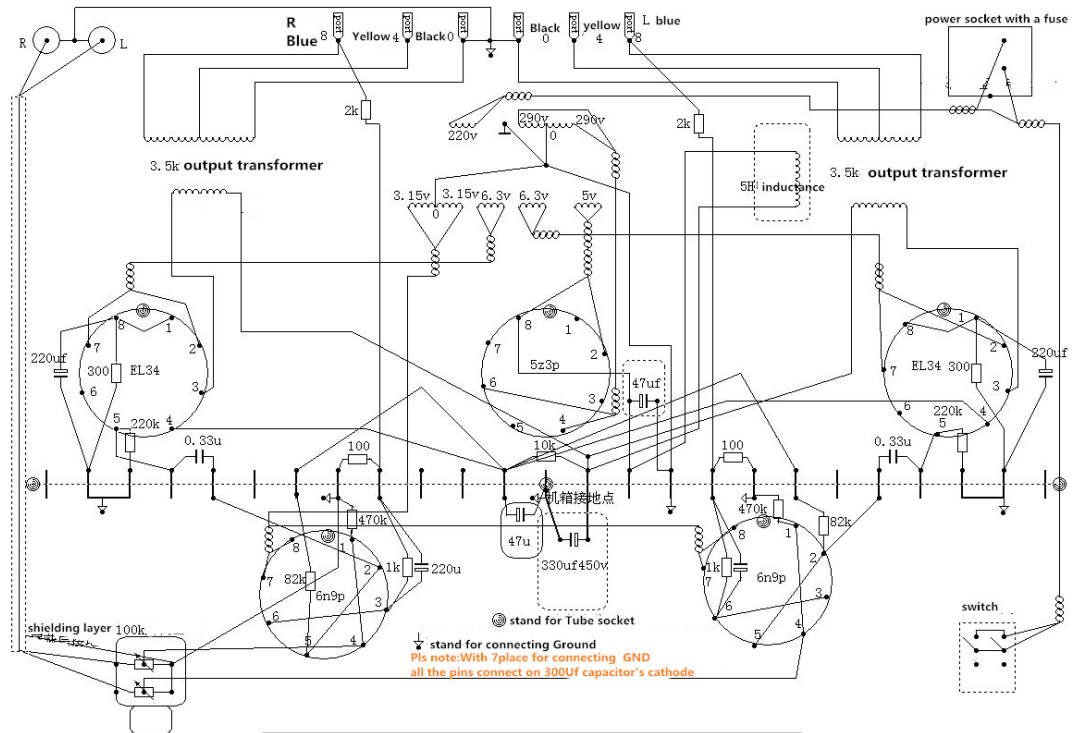 R
Blue
8
port
Yellow 4
port
Black 0
port
port
Black
0
port
yellow
4
port
L blue
8
power socket with a fuse
R
L
2k
220v
290v
0
290v
2k
3.5k output transformer
5H inductance
3.5k output transformer
3.15v
0
3.15v
6.3v
6.3v
5v
8
1
7
2
EL34
300
220uf
6
3
5
4
220k
0.33u
8
1
7
2
5z3p
6
3
5
4
47uf
8
1
7
2
EL34
300
220uf
6
3
5
4
220k
0.33u
100
10k
100
机箱接地点
47u
330uf450v
470k
8
1
82k
7
2
6n9p
6
3
5
4
1k
220u
470k
82k
8
1
7
2
1k
6n9p
6
3
5
4
stand for Tube socket
switch
shielding layer
100k
stand for connecting Ground
Pls note:With 7place for connecting GND
all the pins connect on 300Uf capacitor's cathode